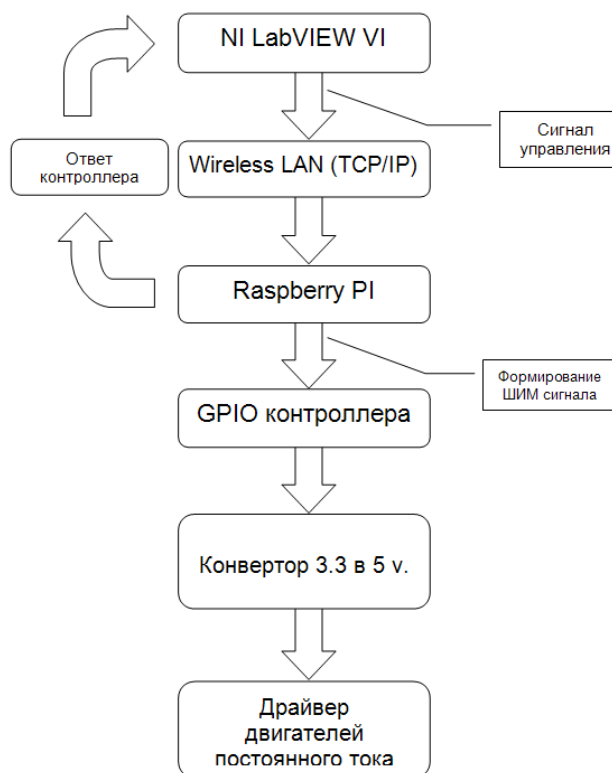 NI LabVIEW VI
Сигнал
управления
Ответ
контроллера
Wireless LAN (TCP/IP)
Raspberry PI
Формирование
ШИМ сигнала
GPIO контроллера
Конвертор 3.3 в 5 v.
Драйвер
двигателей
постоянного тока